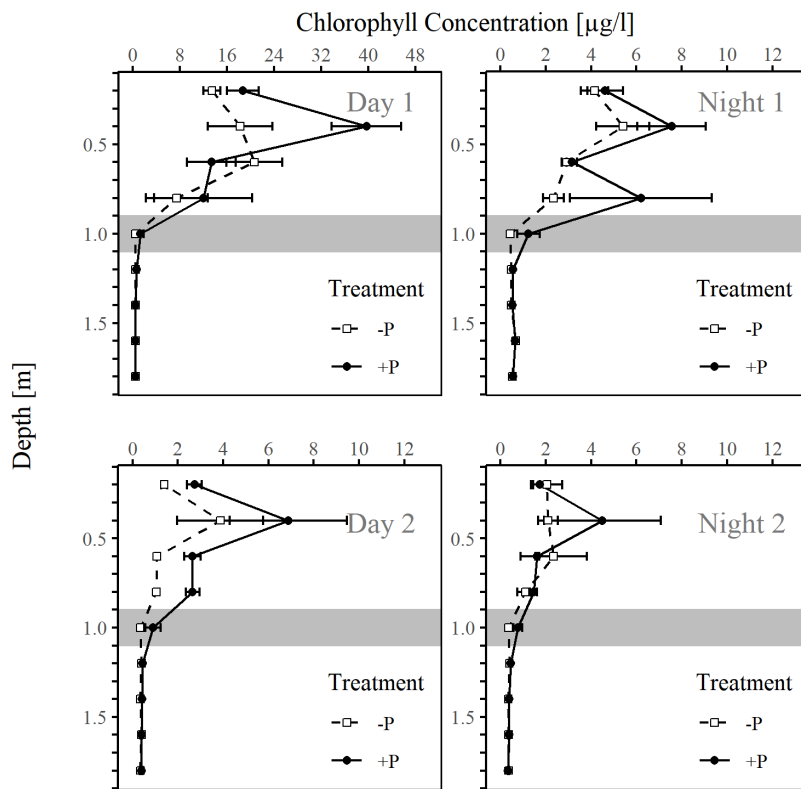 Chlorophyll Concentration [µg/l]
0 8 16 24 32 40 48
0 2 4 6 8 10 12
Day 1
Night 1
0.5
1.0
1.5
0.5
1.0
1.5
Treatment
-P
+P
Treatment
-P
+P
Depth [m]
0 2 4 6 8 10 12
0 2 4 6 8 10 12
Day 2
Night 2
0.5
1.0
1.5
0.5
1.0
1.5
Treatment
-P
+P
Treatment
-P
+P